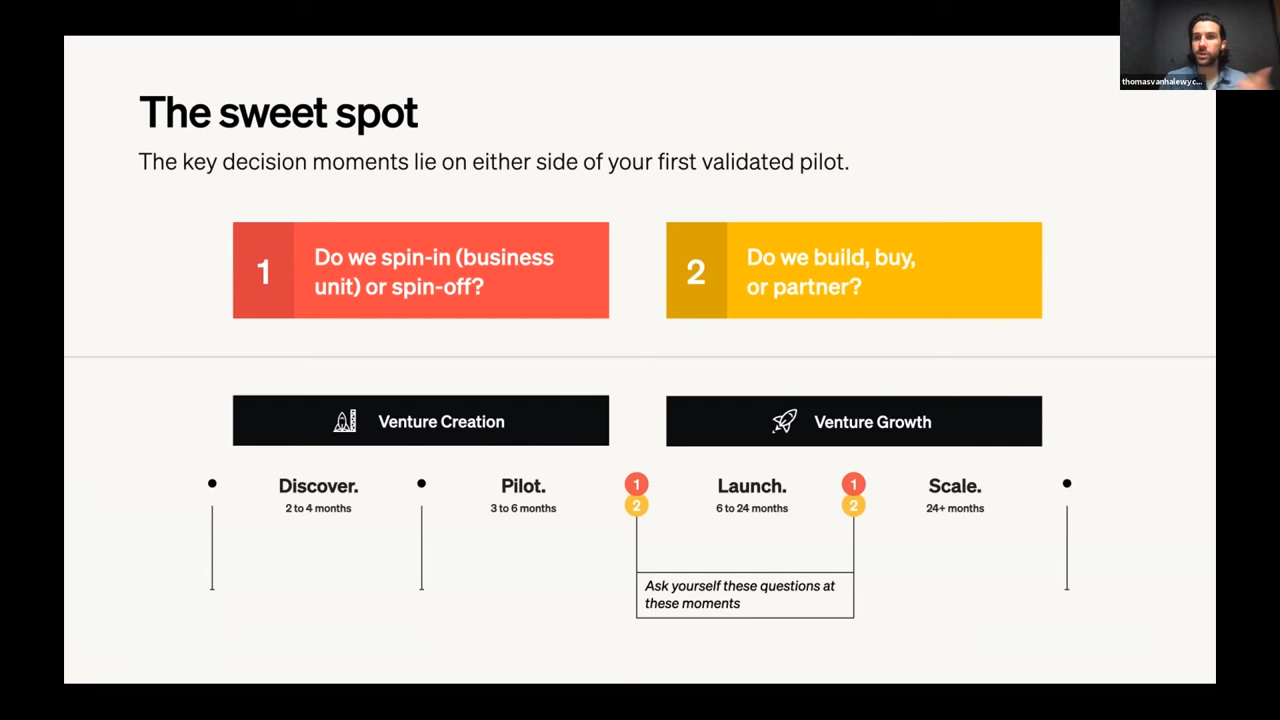 thomasvanhalewyc...
The sweet spot
The key decision moments lie on either side of your first validated pilot.
1
Do we spin-in (business
unit) or spin-off?
2
Do we build, buy,
or partner?
Venture Creation
Venture Growth
Discover.
2 to 4 months
Pilot.
3 to 6 months
1
2
Launch.
6 to 24 months
1
2
Scale.
24+ months
Ask yourself these questions at
these moments